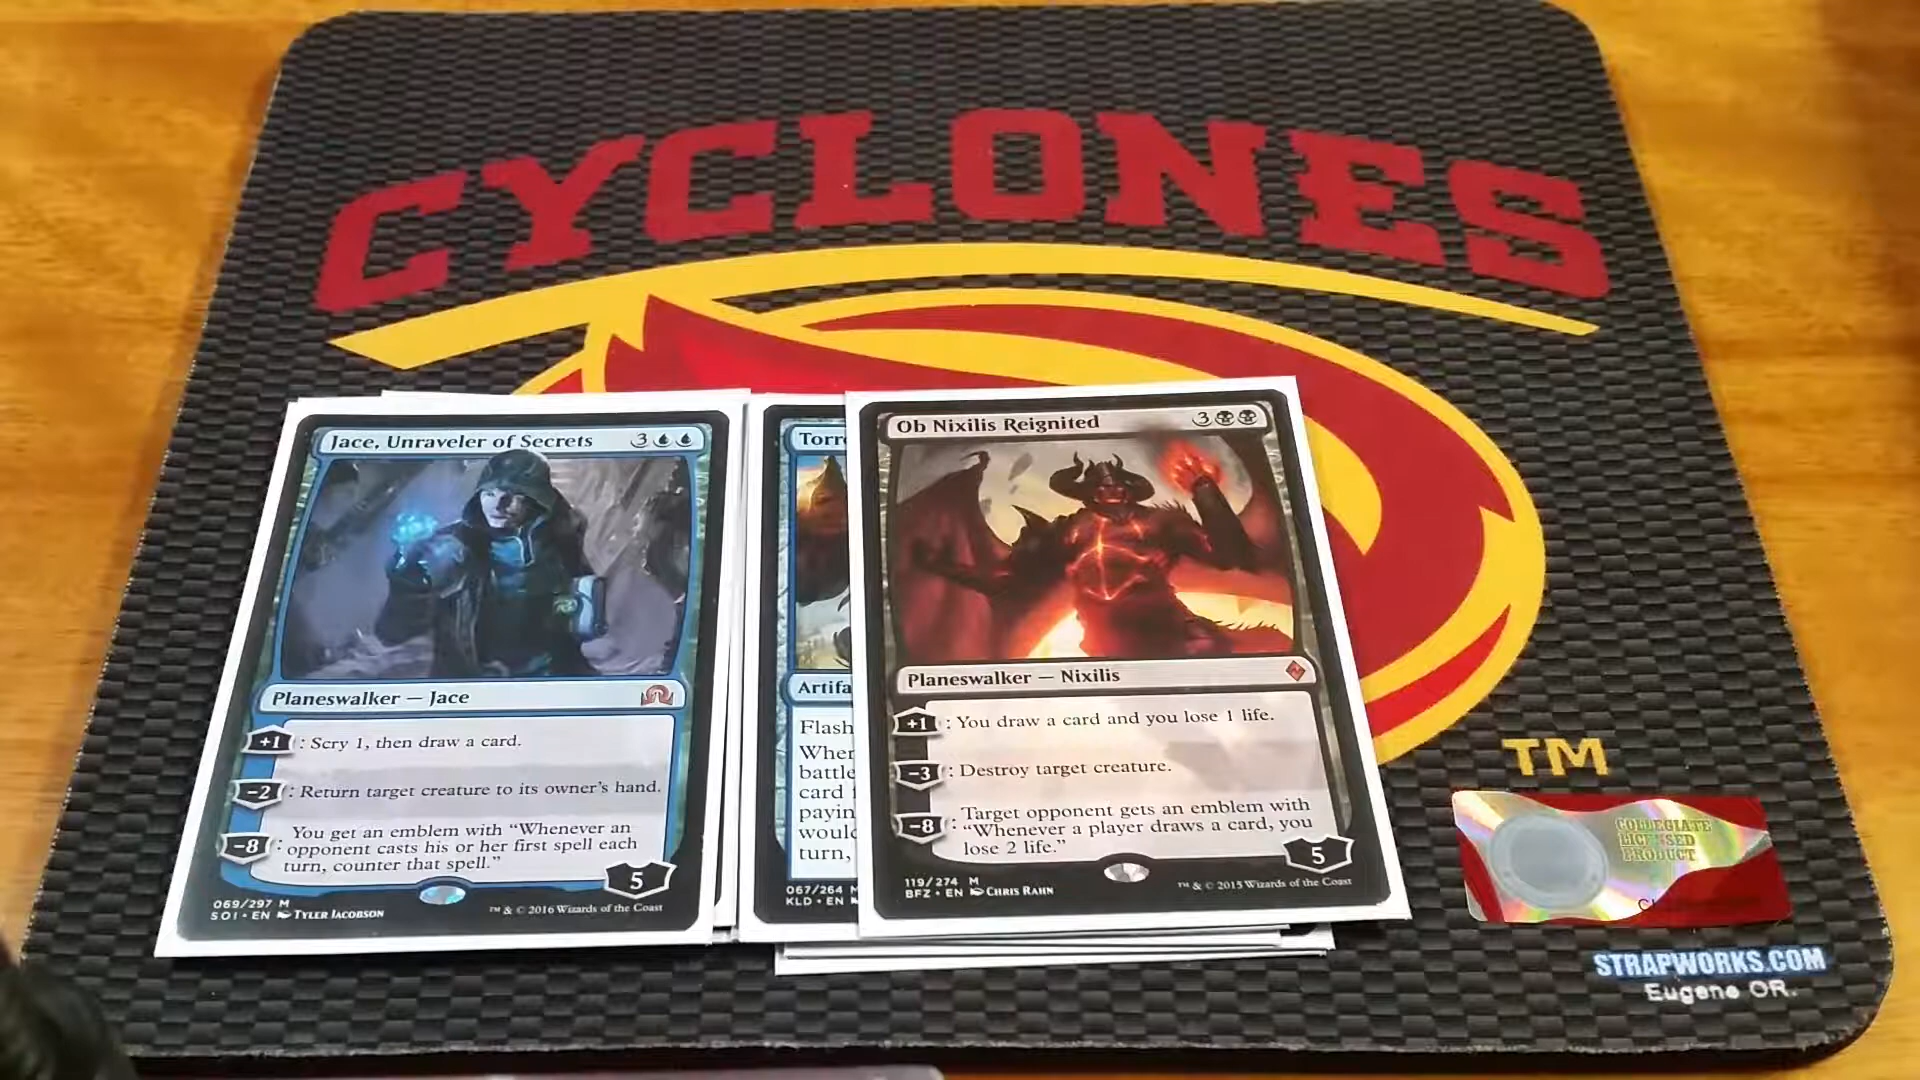 CYCLONES
Jace, Unraveler of Secrets 3
Planeswalker — Jace
+1 : Scry 1, then draw a card.
-2 : Return target creature to its owner's hand.
-8 : You get an emblem with "Whenever an
opponent casts his or her first spell each
turn, counter that spell."
5
069/297 M
SOI • EN Tyler Jacobson
™ & © 2016 Wizards of the Coast
Torre
Artifa
Flash
When
battle
card
payin
would
turn,
067/264 M
KLD • EN
Ob Nixilis Reignited 3
Planeswalker — Nixilis
+1 : You draw a card and you lose 1 life.
-3 : Destroy target creature.
-8 : Target opponent gets an emblem with
"Whenever a player draws a card, you
lose 2 life."
5
119/274 M
BFZ • EN Chris Rahn
™ & © 2015 Wizards of the Coast
TM
COLLEGIATE
LICENSED
PRODUCT
STRAPWORKS.COM
Eugene OR.